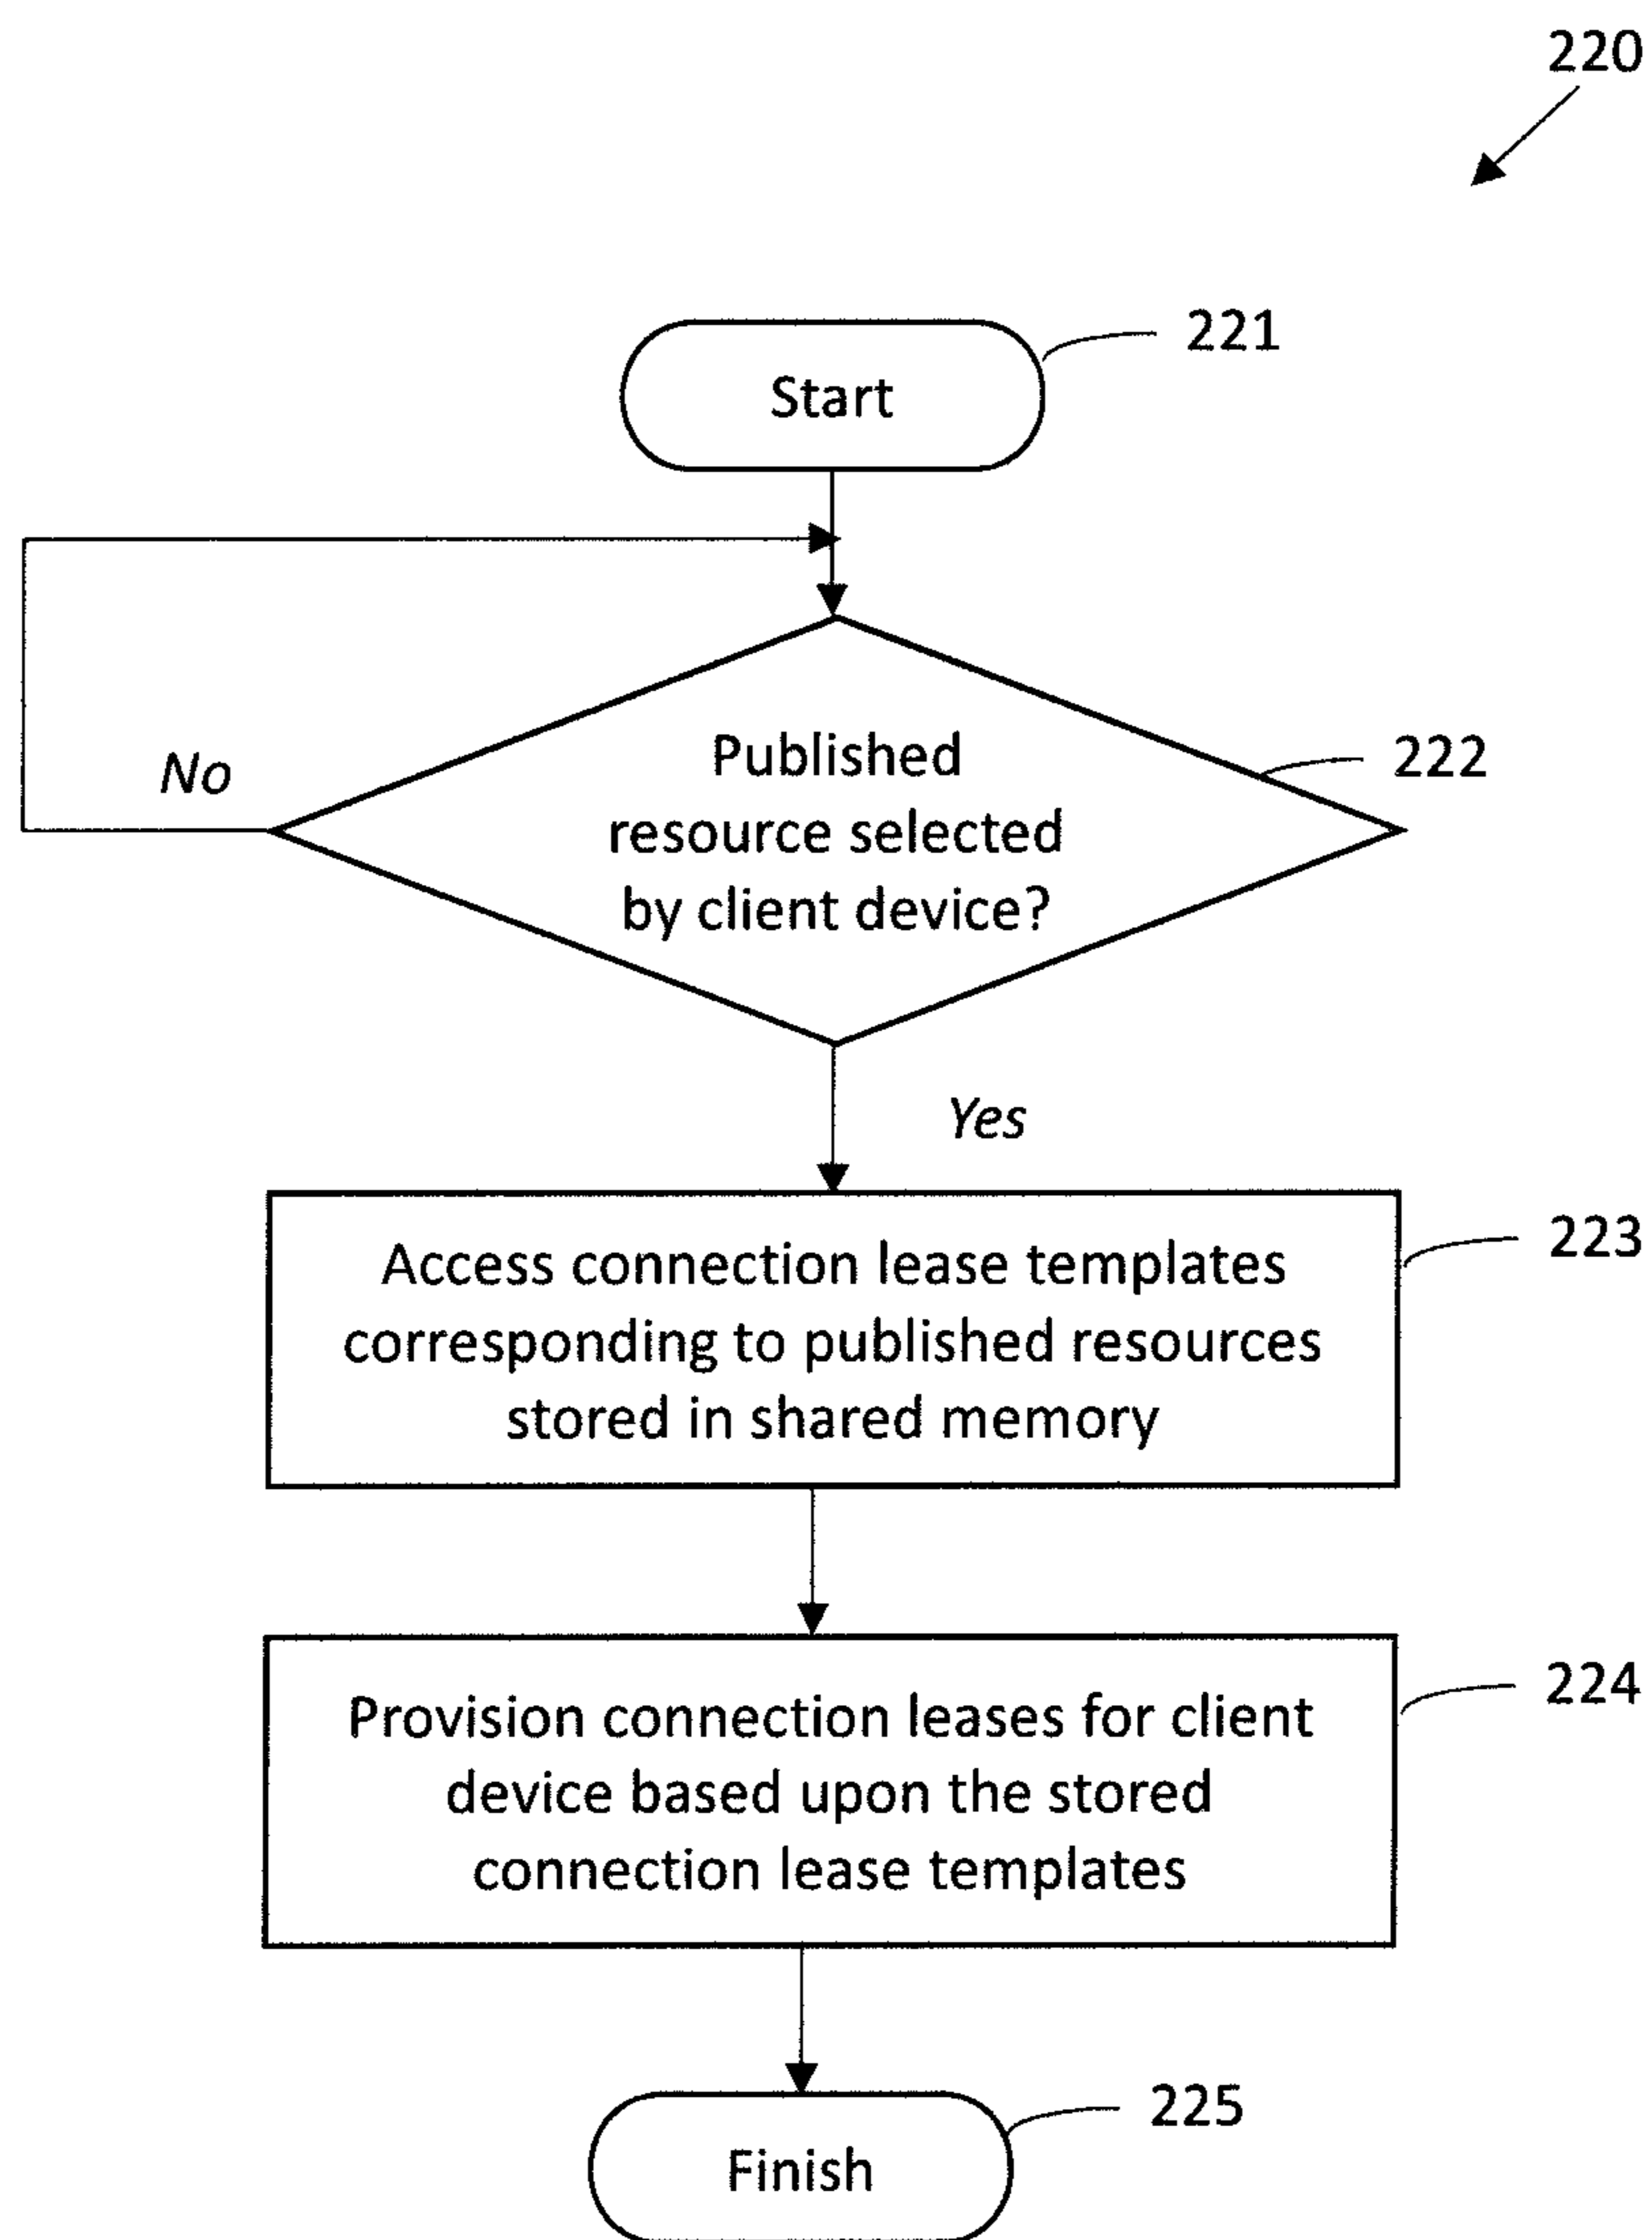 220
221
Start
No
Published
resource selected
by client device?
222
Yes
Access connection lease templates
corresponding to published resources
stored in shared memory
223
Provision connection leases for client
device based upon the stored
connection lease templates
224
225
Finish